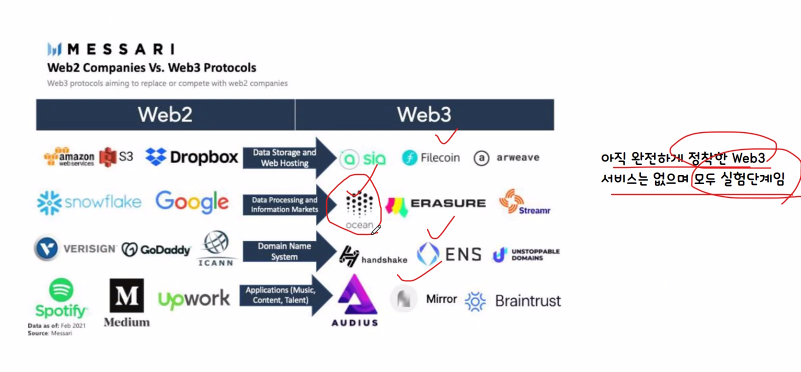 MESSARI
Web2 Companies Vs. Web3 Protocols
Web3 protocols aiming to replace or compete with web2 companies
Web2 Web3
amazon webservices S3 Dropbox Data Storage and Web Hosting sia Filecoin a arweave
snowflake Google Data Processing and Information Markets ocean ERASURE Streamr
VERISIGN GoDaddy ICANN Domain Name System handshake ENS UNSTOPPABLE DOMAINS
Spotify M Medium Upwork Applications (Music, Content, Talent) AUDIUS Mirror Braintrust
Data as of: Feb 2021
Source: Messari
아직 완전하게 정착한 Web3
서비스는 없으며 모두 실험단계임